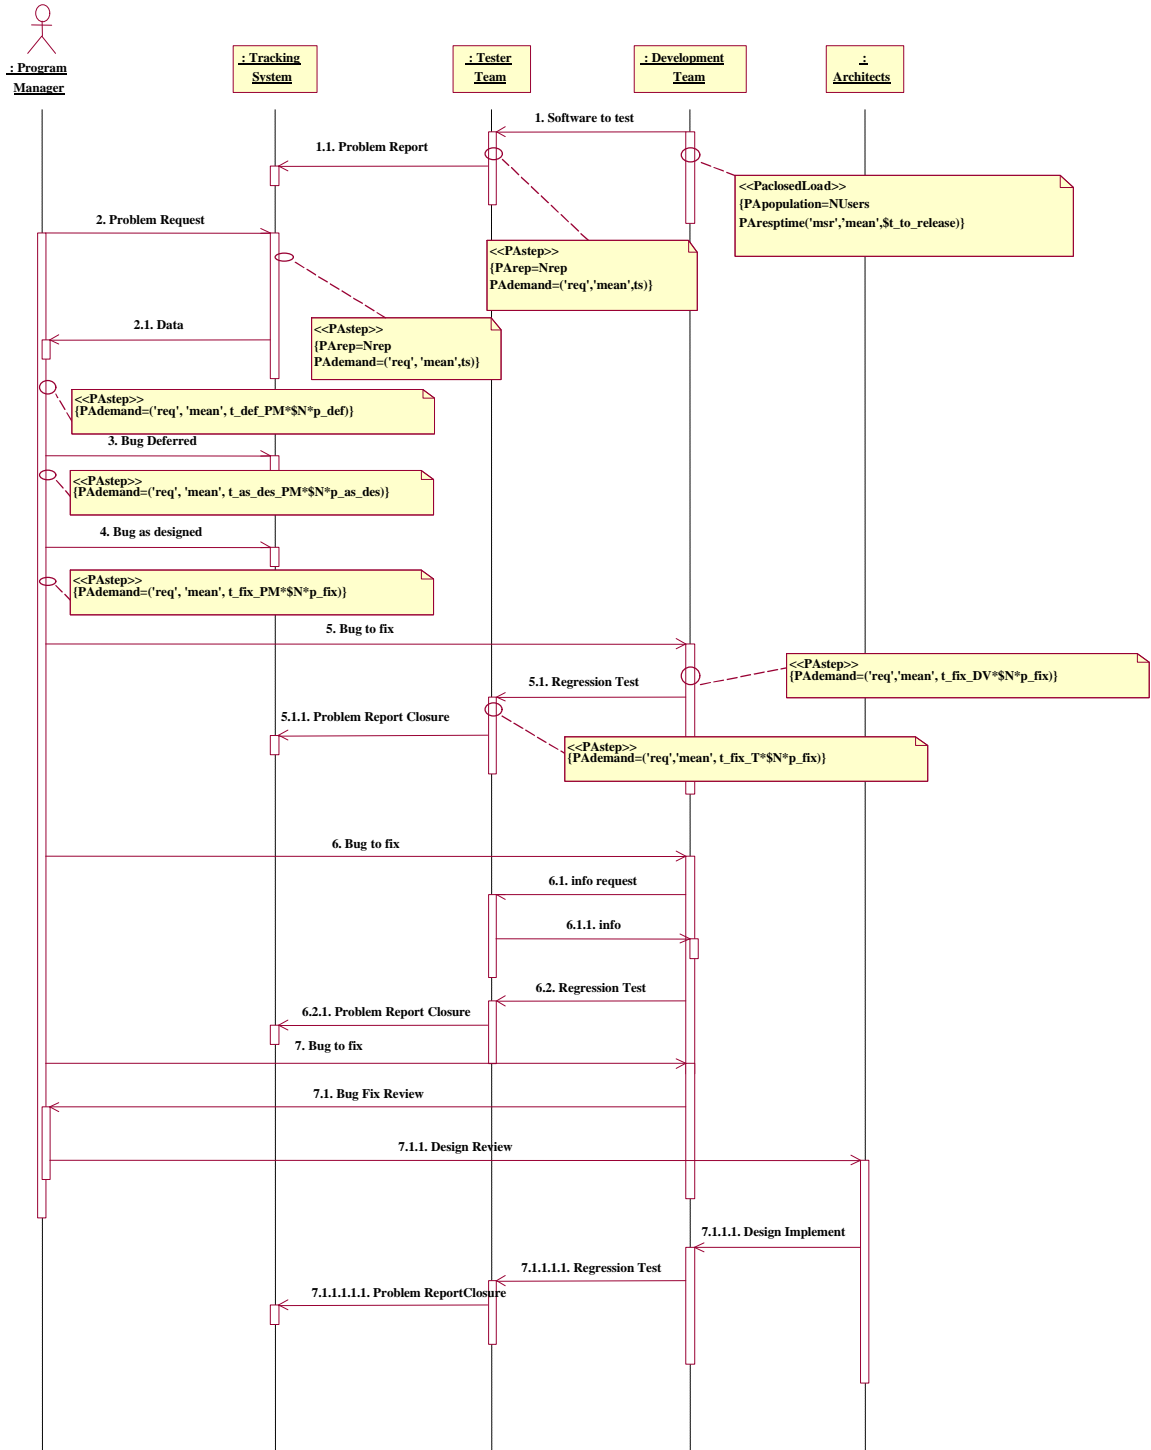 : Program
Manager
: Tracking
System
: Tester
Team
: Development
Team
:
Architects
1. Software to test
1.1. Problem Report
<<PaclosedLoad>>
{PApopulation=NUsers
PAresptime('msr','mean',$t_to_release)}
2. Problem Request
<<PAstep>>
{PArep=Nrep
PAdemand=('req','mean',ts)}
2.1. Data
<<PAstep>>
{PArep=Nrep
PAdemand=('req', 'mean',ts)}
<<PAstep>>
{PAdemand=('req', 'mean', t_def_PM*$N*p_def)}
3. Bug Deferred
<<PAstep>>
{PAdemand=('req', 'mean', t_as_des_PM*$N*p_as_des)}
4. Bug as designed
<<PAstep>>
{PAdemand=('req', 'mean', t_fix_PM*$N*p_fix)}
5. Bug to fix
<<PAstep>>
{PAdemand=('req','mean', t_fix_DV*$N*p_fix)}
5.1. Regression Test
5.1.1. Problem Report Closure
<<PAstep>>
{PAdemand=('req','mean', t_fix_T*$N*p_fix)}
6. Bug to fix
6.1. info request
6.1.1. info
6.2. Regression Test
6.2.1. Problem Report Closure
7. Bug to fix
7.1. Bug Fix Review
7.1.1. Design Review
7.1.1.1. Design Implement
7.1.1.1.1. Regression Test
7.1.1.1.1.1. Problem ReportClosure